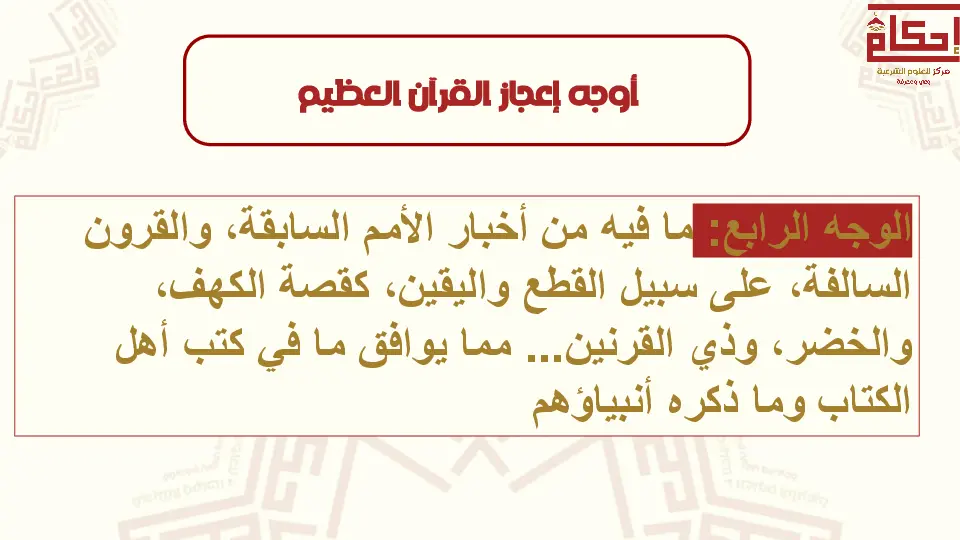 إحكام
مركز للعلوم الشرعية
وعي ومعرفة
أوجه إعجاز القرآن العظيم
الوجه الرابع: ما فيه من أخبار الأمم السابقة، والقرون
السالفة، على سبيل القطع واليقين، كقصة الكهف،
والخضر، وذي القرنين... مما يوافق ما في كتب أهل
الكتاب وما ذكره أنبياؤهم